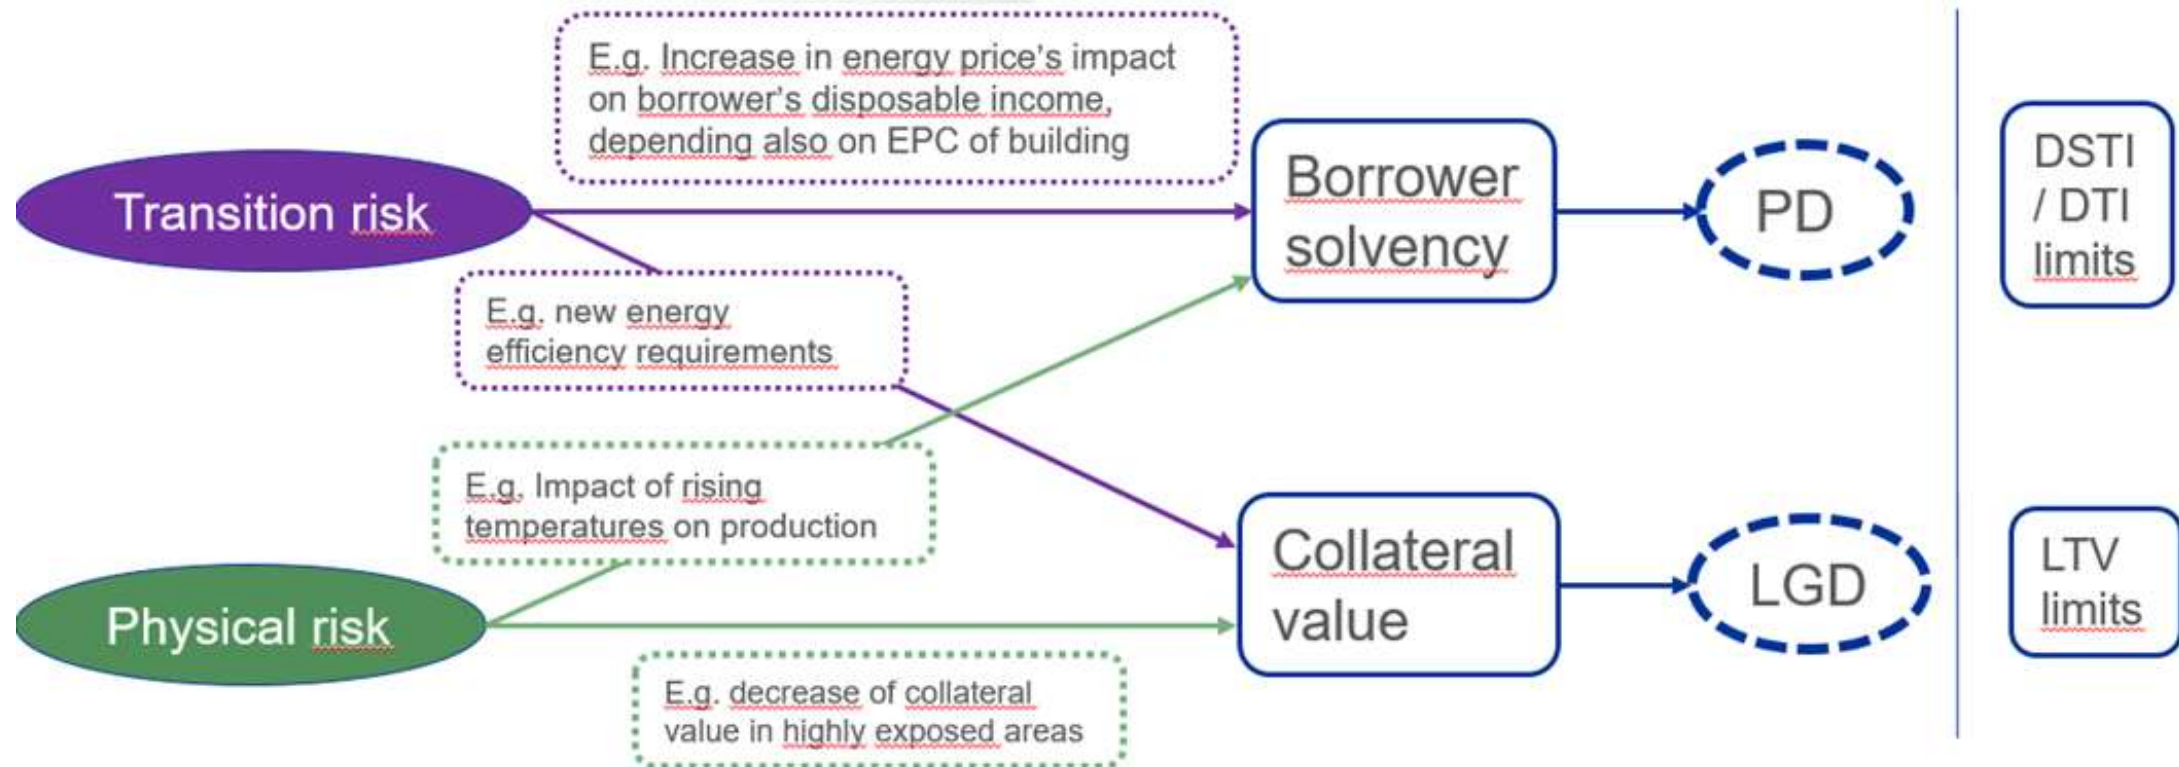 E.g. Increase in energy price's impact
on borrower's disposable income,
depending also on EPC of building
Transition risk
Borrower
solvency
PD
DSTI
/ DTI
limits
E.g. new energy
efficiency requirements
E.g. Impact of rising
temperatures on production
Physical risk
Collateral
value
LGD
LTV
limits
E.g. decrease of collateral
value in highly exposed areas